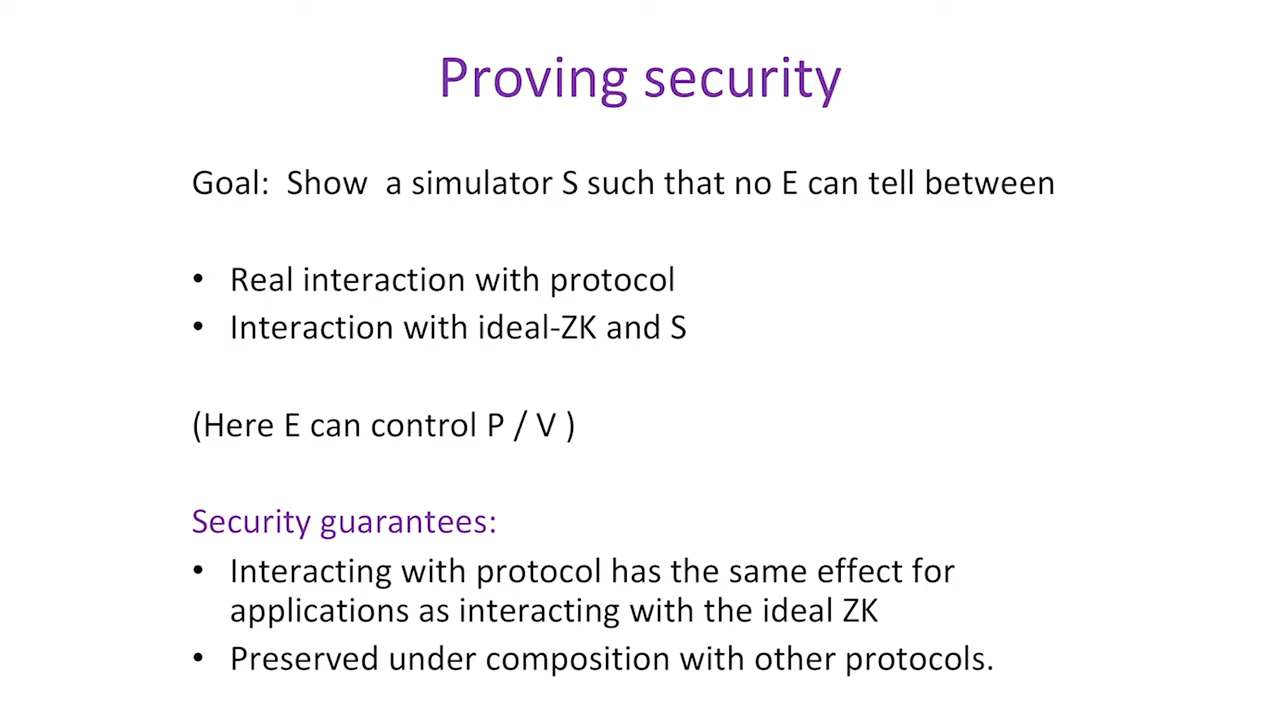 Proving security
Goal:  Show  a simulator S such that no E can tell between
• Real interaction with protocol
• Interaction with ideal-ZK and S
(Here E can control P / V )
Security guarantees:
• Interacting with protocol has the same effect for
applications as interacting with the ideal ZK
• Preserved under composition with other protocols.